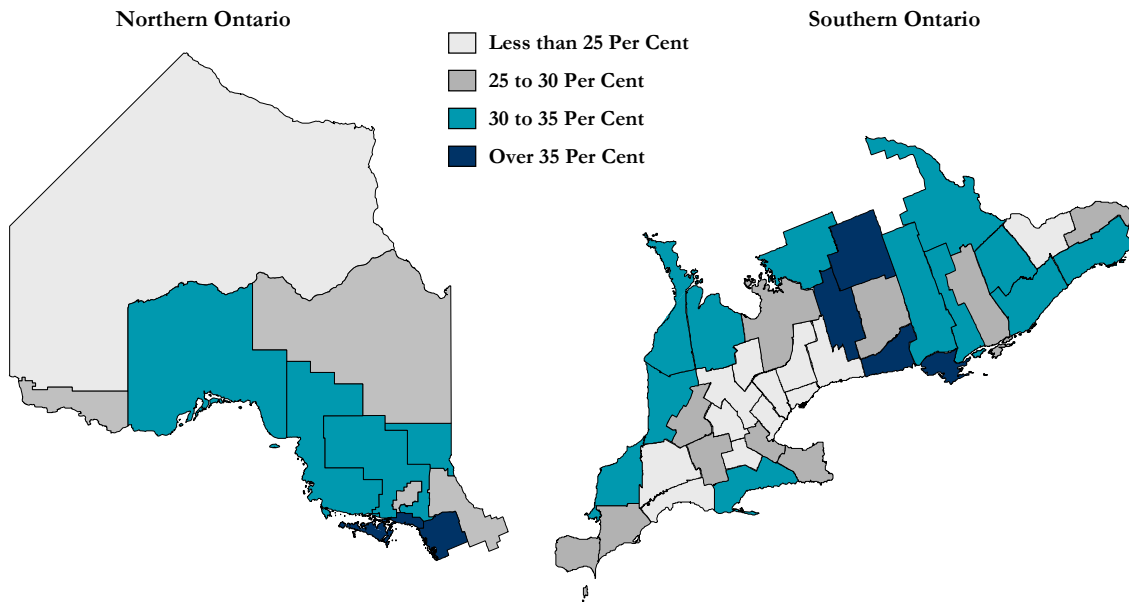 Northern Ontario
Southern Ontario
Less than 25 Per Cent
25 to 30 Per Cent
30 to 35 Per Cent
Over 35 Per Cent